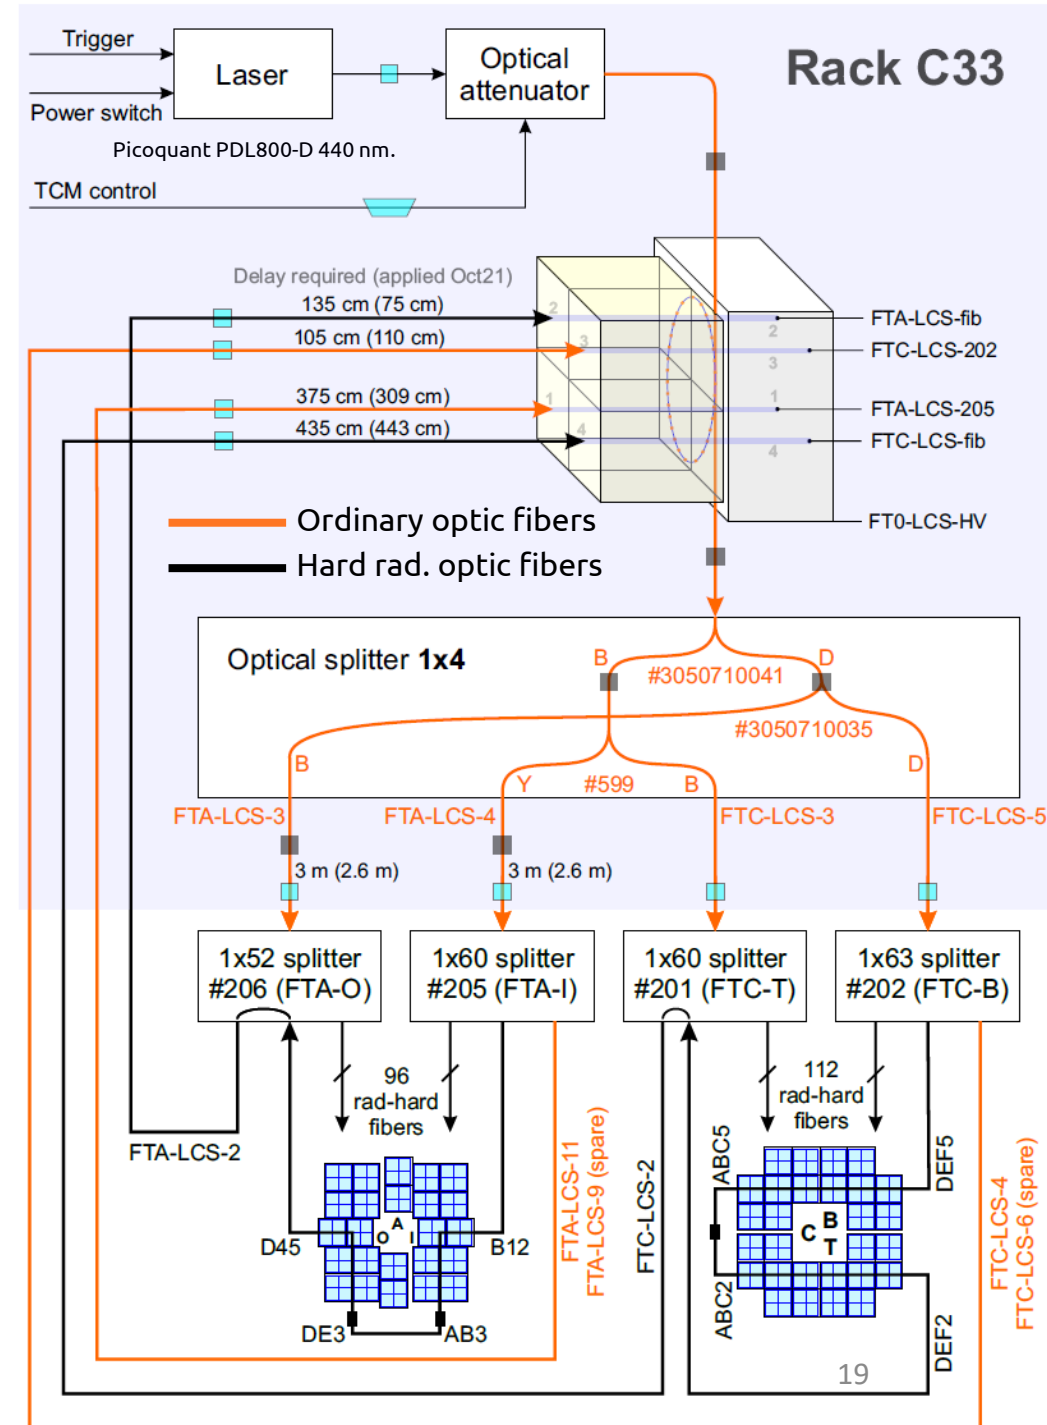 Trigger
Laser
Optical
attenuator
Rack C33
Power switch
Picoquant PDL800-D 440 nm.
TCM control
Delay required (applied Oct21)
135 cm (75 cm)
2
2
FTA-LCS-fib
105 cm (110 cm)
3
3
FTC-LCS-202
375 cm (309 cm)
1
1
FTA-LCS-205
435 cm (443 cm)
4
4
FTC-LCS-fib
Ordinary optic fibers
FT0-LCS-HV
Hard rad. optic fibers
Optical splitter 1x4
B
D
#3050710041
#3050710035
B
Y
#599
B
D
FTA-LCS-3
FTA-LCS-4
FTC-LCS-3
FTC-LCS-5
3 m (2.6 m)
3 m (2.6 m)
1x52 splitter
#206 (FTA-O)
1x60 splitter
#205 (FTA-I)
1x60 splitter
#201 (FTC-T)
1x63 splitter
#202 (FTC-B)
96
rad-hard
fibers
112
rad-hard
fibers
FTA-LCS-2
FTA-LCS-11
FTA-LCS-9 (spare)
FTC-LCS-2
ABC5
DEF5
FTC-LCS-4
FTC-LCS-6 (spare)
A
O
I
D45
B12
C
B
T
DE3
AB3
ABC2
DEF2
19